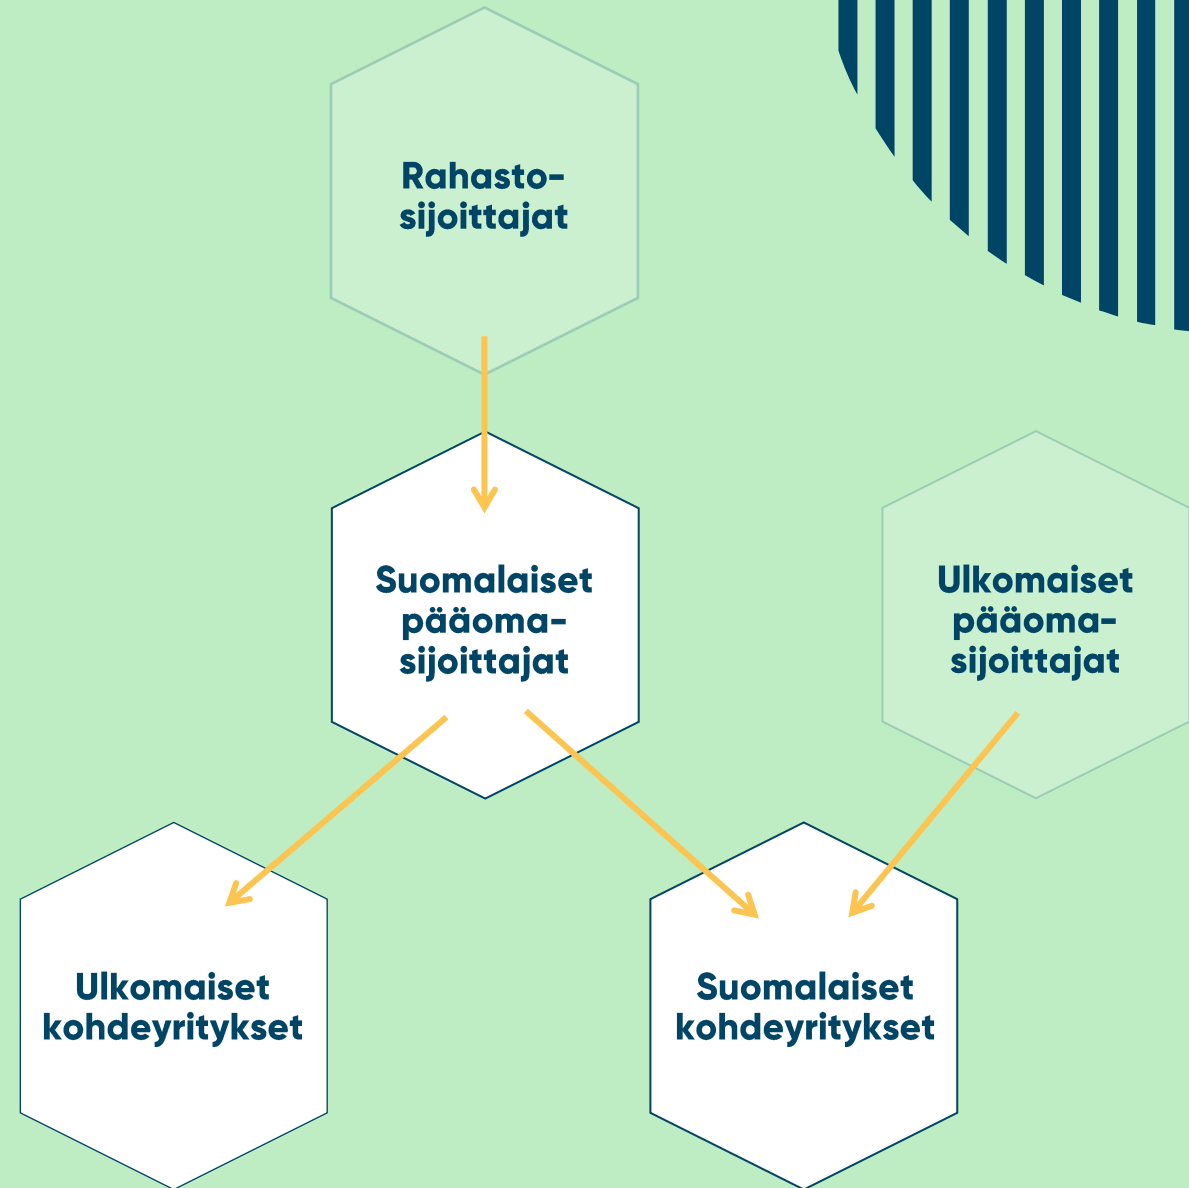 Rahasto-
sijoittajat
Suomalaiset
pääoma-
sijoittajat
Ulkomaiset
pääoma-
sijoittajat
Ulkomaiset
kohdeyritykset
Suomalaiset
kohdeyritykset